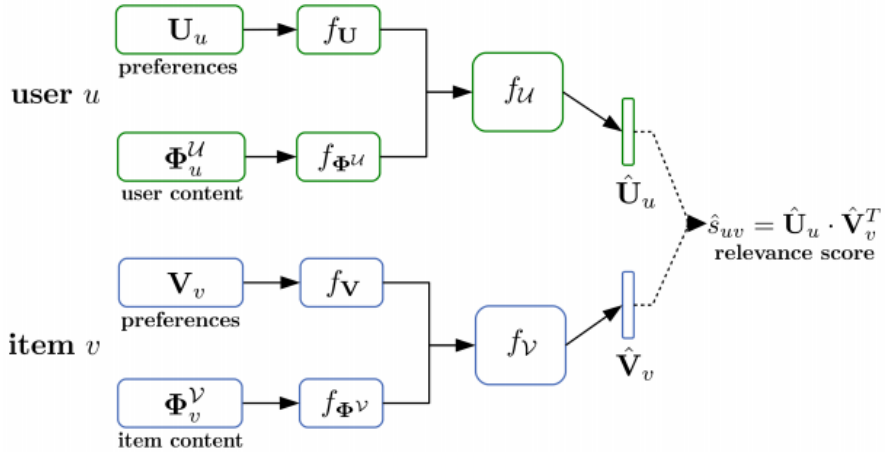 U_u
f_U
preferences
user u
f_𝒰
Φ_u^𝒰
f_Φ^𝒰
user content
Û_u
ŝ_uv = Û_u · V̂_v^T
relevance score
V_v
f_V
preferences
item v
f_𝒱
V̂_v
Φ_v^𝒱
f_Φ^𝒱
item content